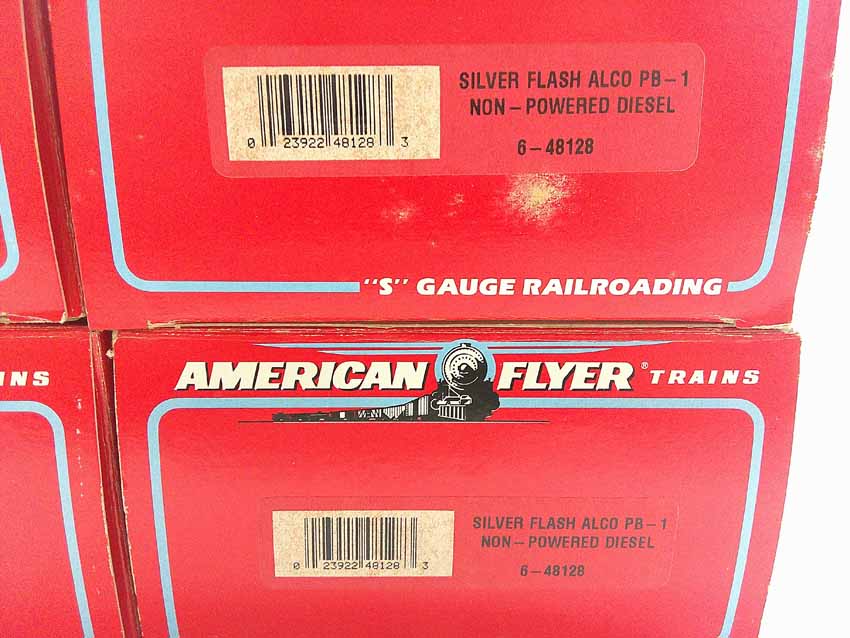 SILVER FLASH ALCO PB-1
NON-POWERED DIESEL
6-48128
0 23922 48128 3
"S" GAUGE RAILROADING
INS
AMERICAN FLYER® TRAINS
SILVER FLASH ALCO PB-1
NON-POWERED DIESEL
6-48128
0 23922 48128 3